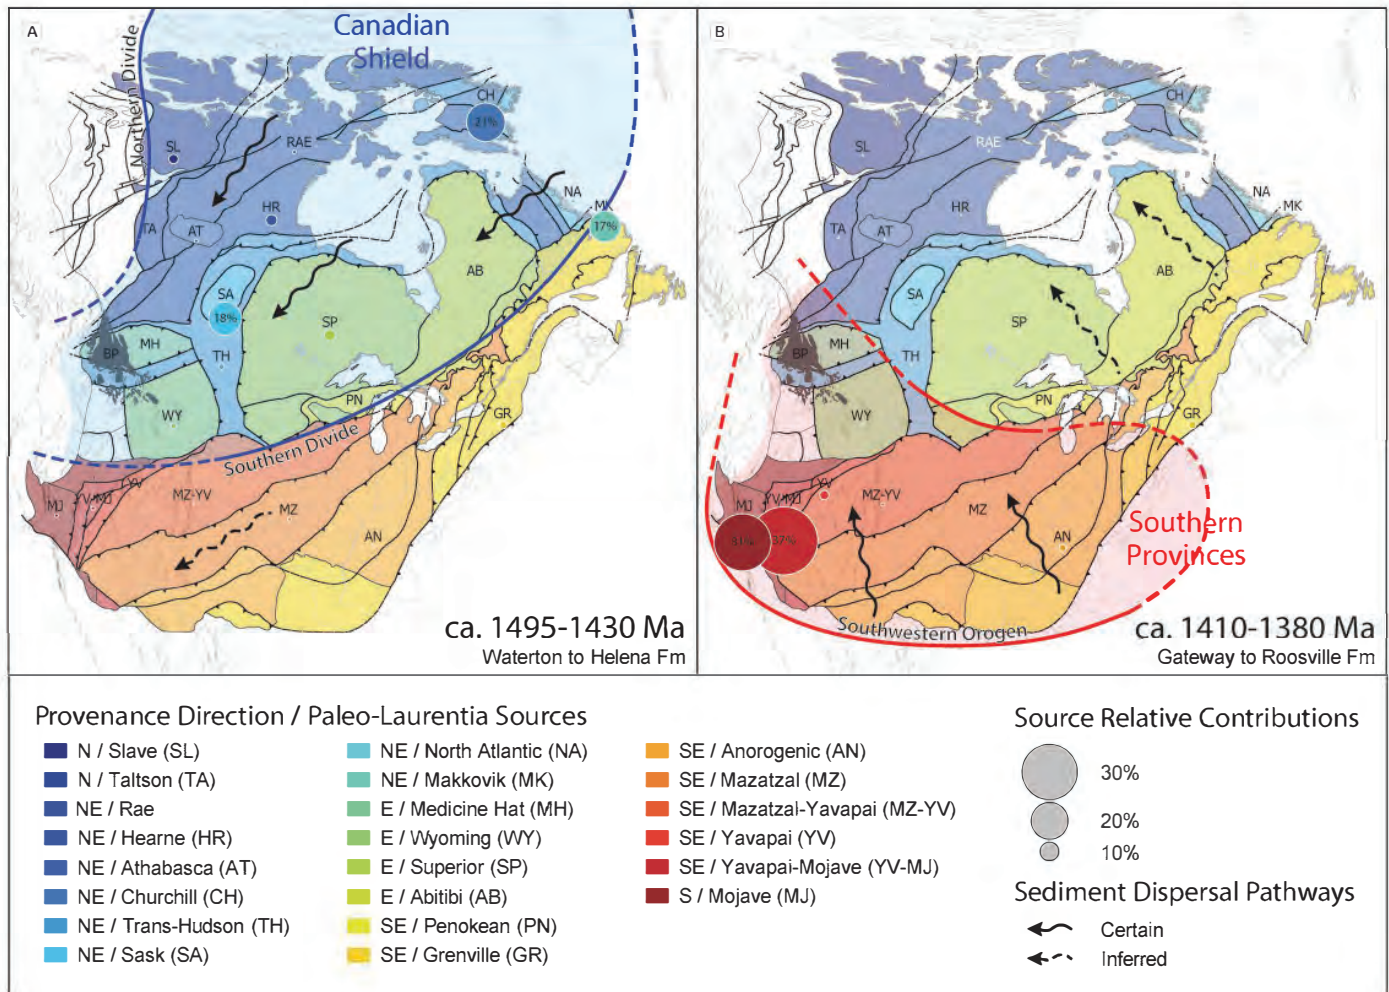 A
Canadian
Shield
Northern Divide
CH
21%
SL
RAE
NA
MK
17%
HR
TA
AT
AB
SA
18%
SP
BP
MH
TH
WY
PN
GR
Southern Divide
YV
MZ-YV
MJ
YV-MJ
MZ
AN
ca. 1495-1430 Ma
Waterton to Helena Fm
B
CH
SL
RAE
NA
MK
HR
TA
AT
AB
SA
SP
BP
MH
TH
WY
PN
GR
YV
MZ-YV
MJ
YV-MJ
MZ
37%
AN
Southern
Provinces
Southwestern Orogen
ca. 1410-1380 Ma
Gateway to Roosville Fm
Provenance Direction / Paleo-Laurentia Sources
N / Slave (SL)
N / Taltson (TA)
NE / Rae
NE / Hearne (HR)
NE / Athabasca (AT)
NE / Churchill (CH)
NE / Trans-Hudson (TH)
NE / Sask (SA)
NE / North Atlantic (NA)
NE / Makkovik (MK)
E / Medicine Hat (MH)
E / Wyoming (WY)
E / Superior (SP)
E / Abitibi (AB)
SE / Penokean (PN)
SE / Grenville (GR)
SE / Anorogenic (AN)
SE / Mazatzal (MZ)
SE / Mazatzal-Yavapai (MZ-YV)
SE / Yavapai (YV)
SE / Yavapai-Mojave (YV-MJ)
S / Mojave (MJ)
Source Relative Contributions
30%
20%
10%
Sediment Dispersal Pathways
Certain
Inferred